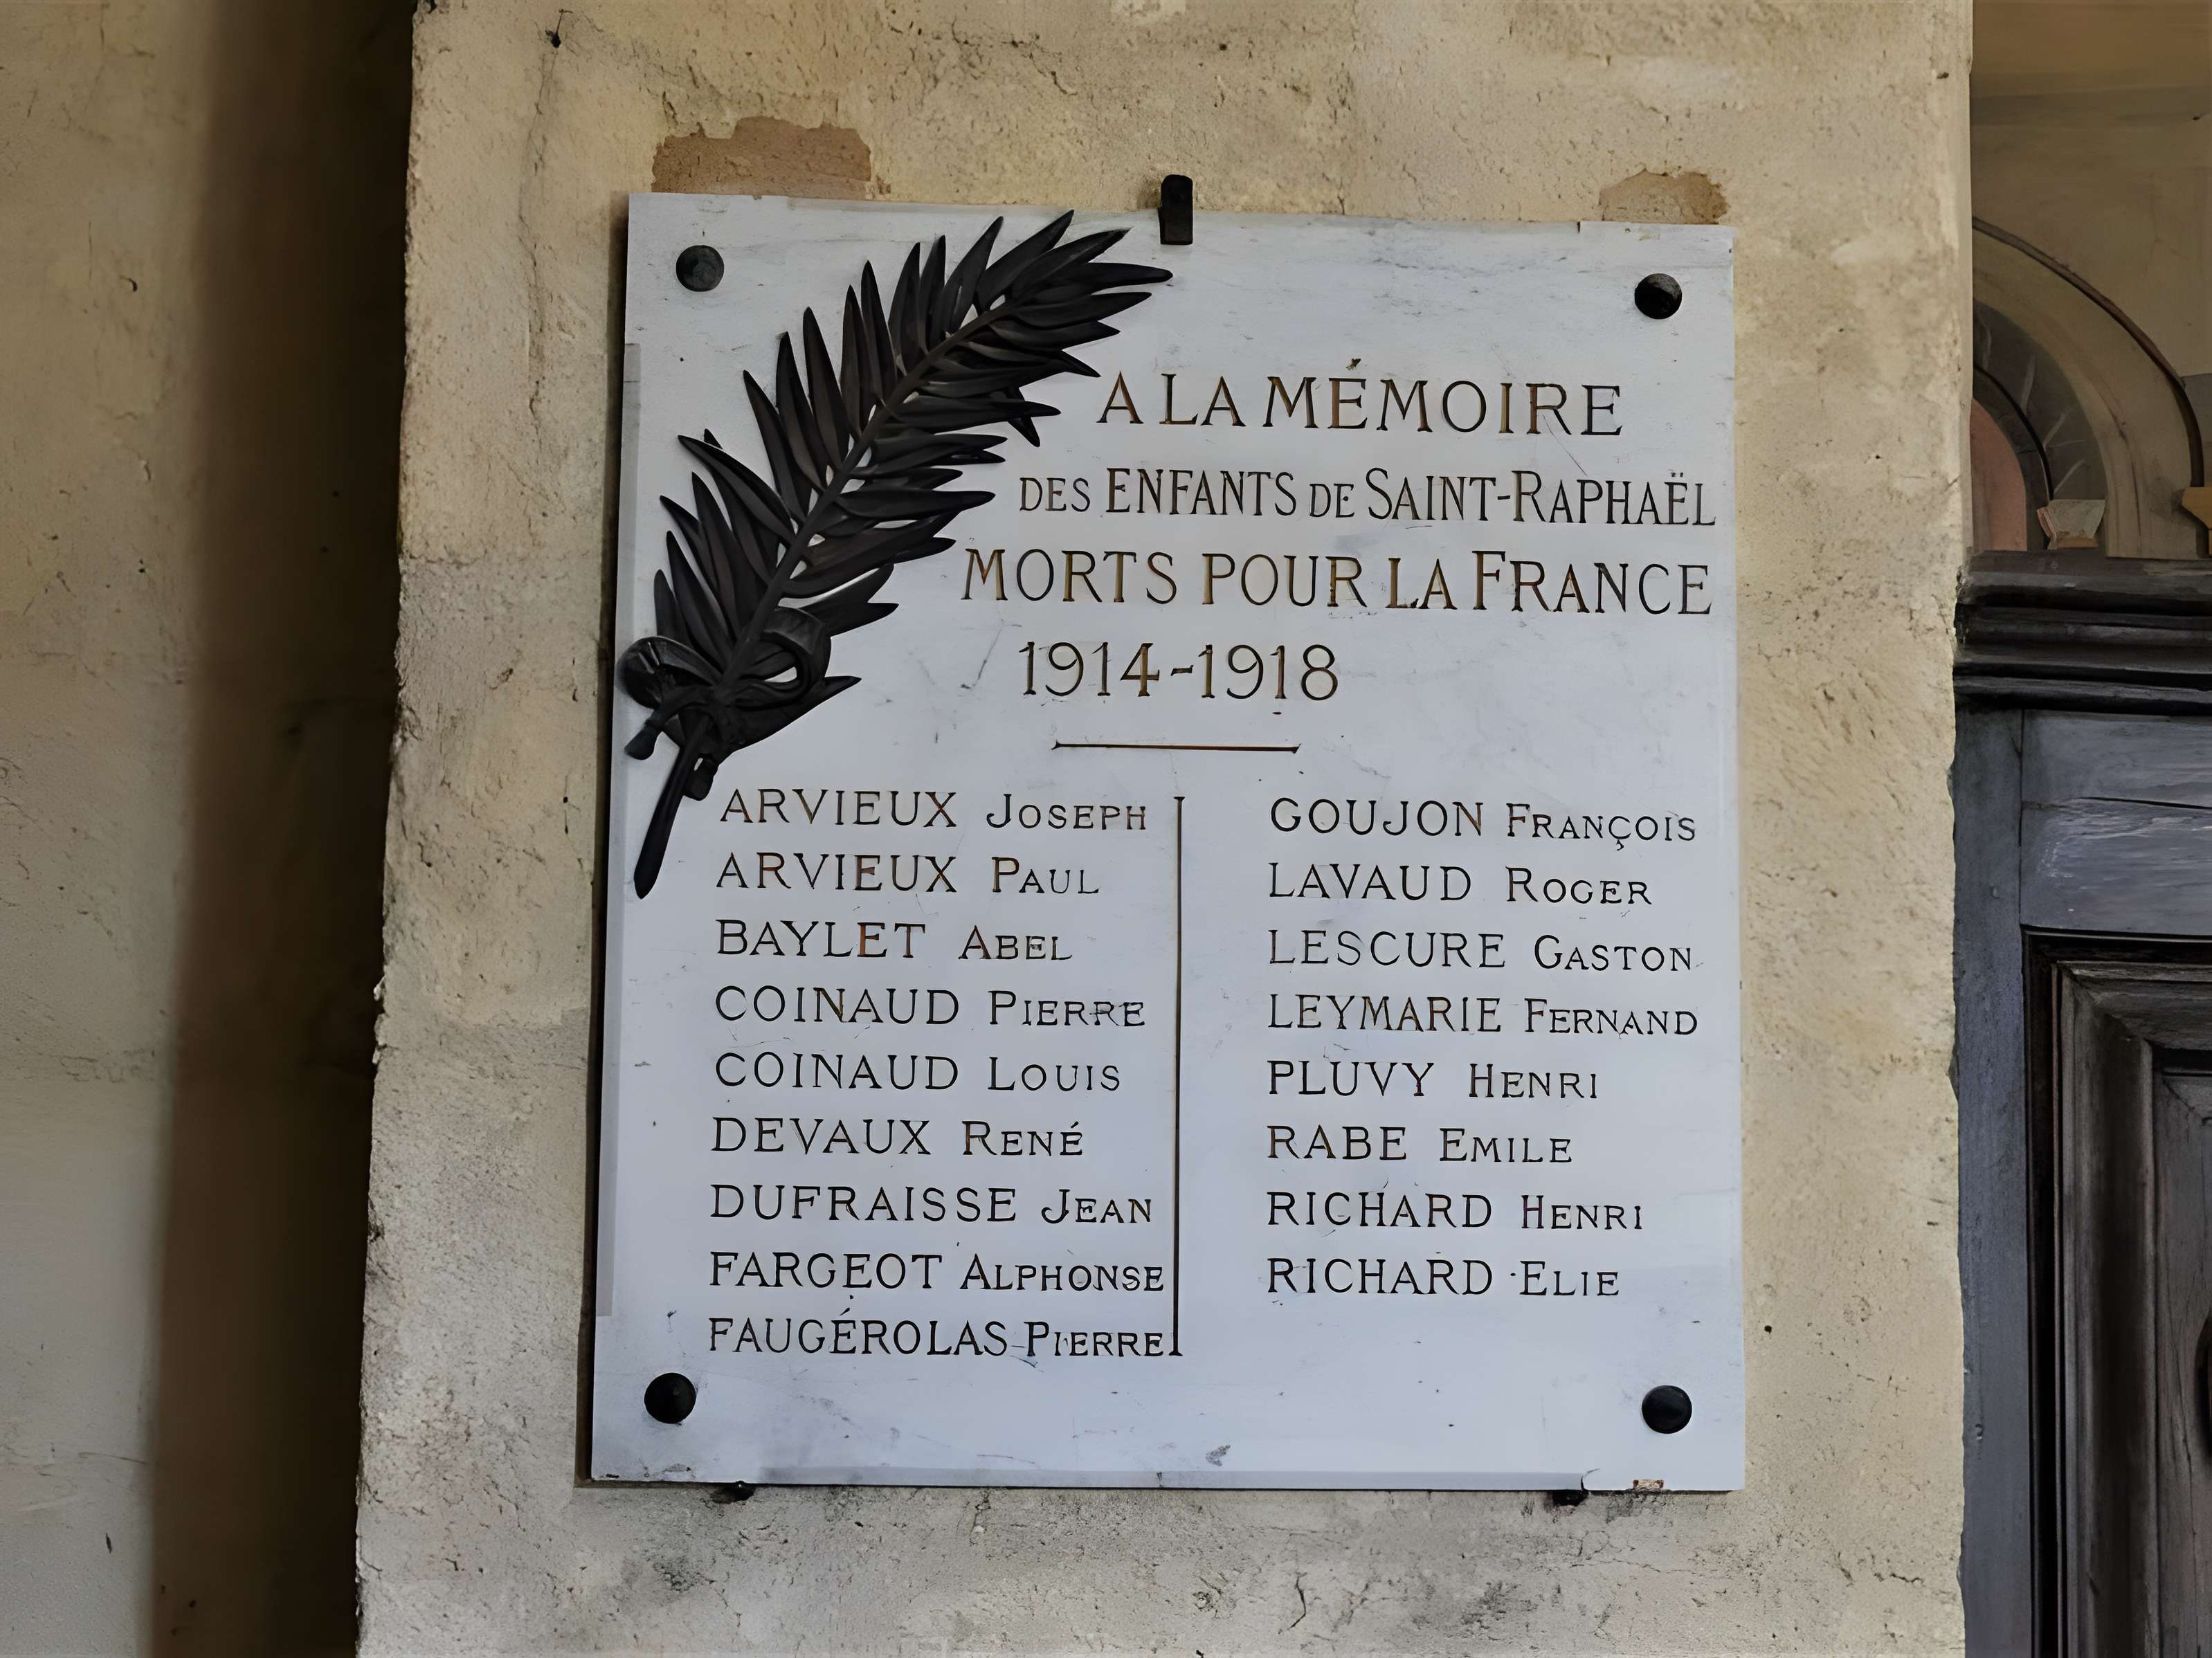 A LA MÉMOIRE
DES ENFANTS DE SAINT-RAPHAËL
MORTS POUR LA FRANCE
1914-1918
ARVIEUX JOSEPH
ARVIEUX PAUL
BAYLET ABEL
COINAUD PIERRE
COINAUD LOUIS
DEVAUX RENÉ
DUFRAISSE JEAN
FARGEOT ALPHONSE
FAUGÉROLAS PIERRE
GOUJON FRANÇOIS
LAVAUD ROGER
LESCURE GASTON
LEYMARIE FERNAND
PLUVY HENRI
RABE EMILE
RICHARD HENRI
RICHARD ELIE